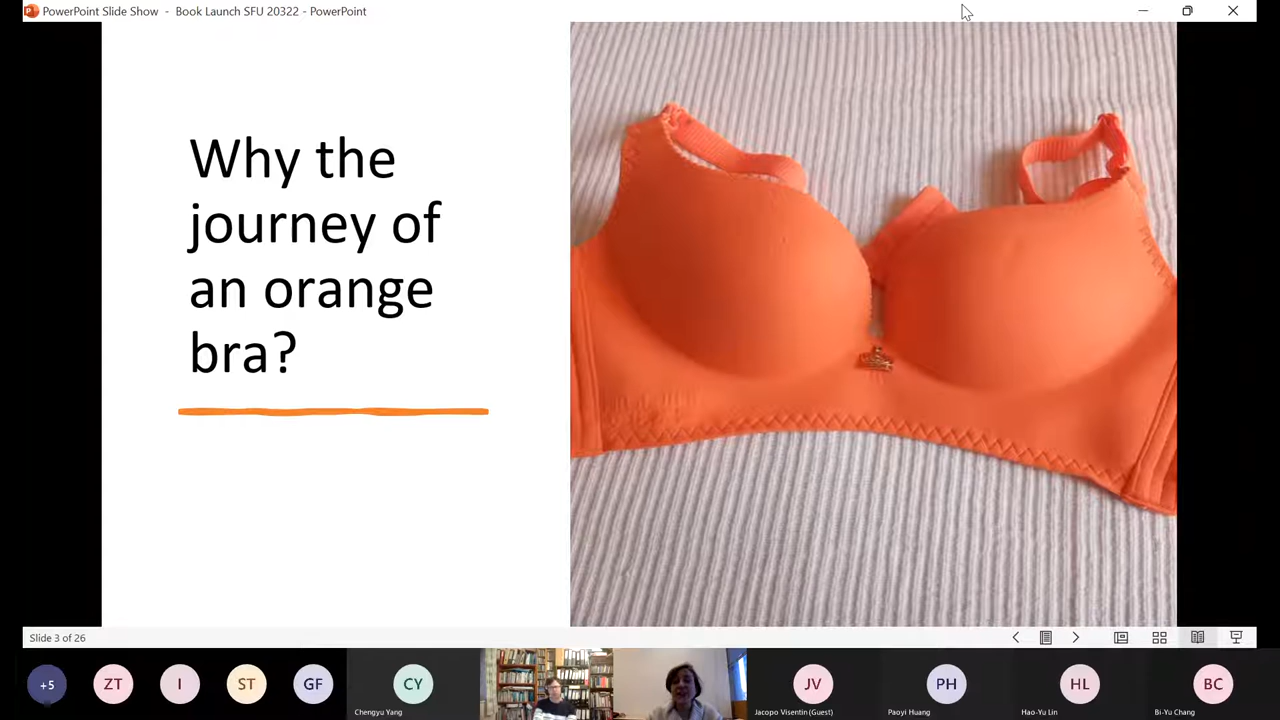 PowerPoint Slide Show - Book Launch SFU 20322 - PowerPoint
Why the
journey of
an orange
bra?
Slide 3 of 26
+5
ZT
I
ST
GF
CY
Chengyu Yang
JV
Jacopo Visentin (Guest)
PH
Paoyi Huang
HL
Hao-Yu Lin
BC
Bi-Yu Chang